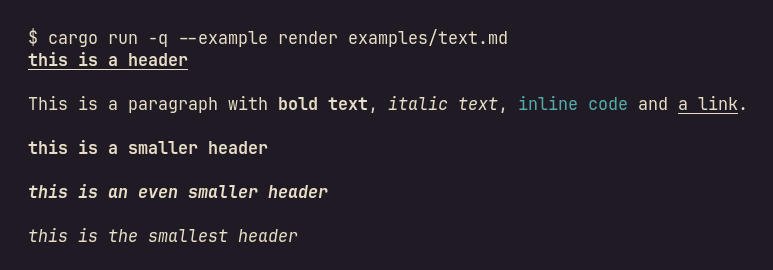 $ cargo run -q --example render examples/text.md
this is a header
This is a paragraph with bold text, italic text, inline code and a link.
this is a smaller header
this is an even smaller header
this is the smallest header